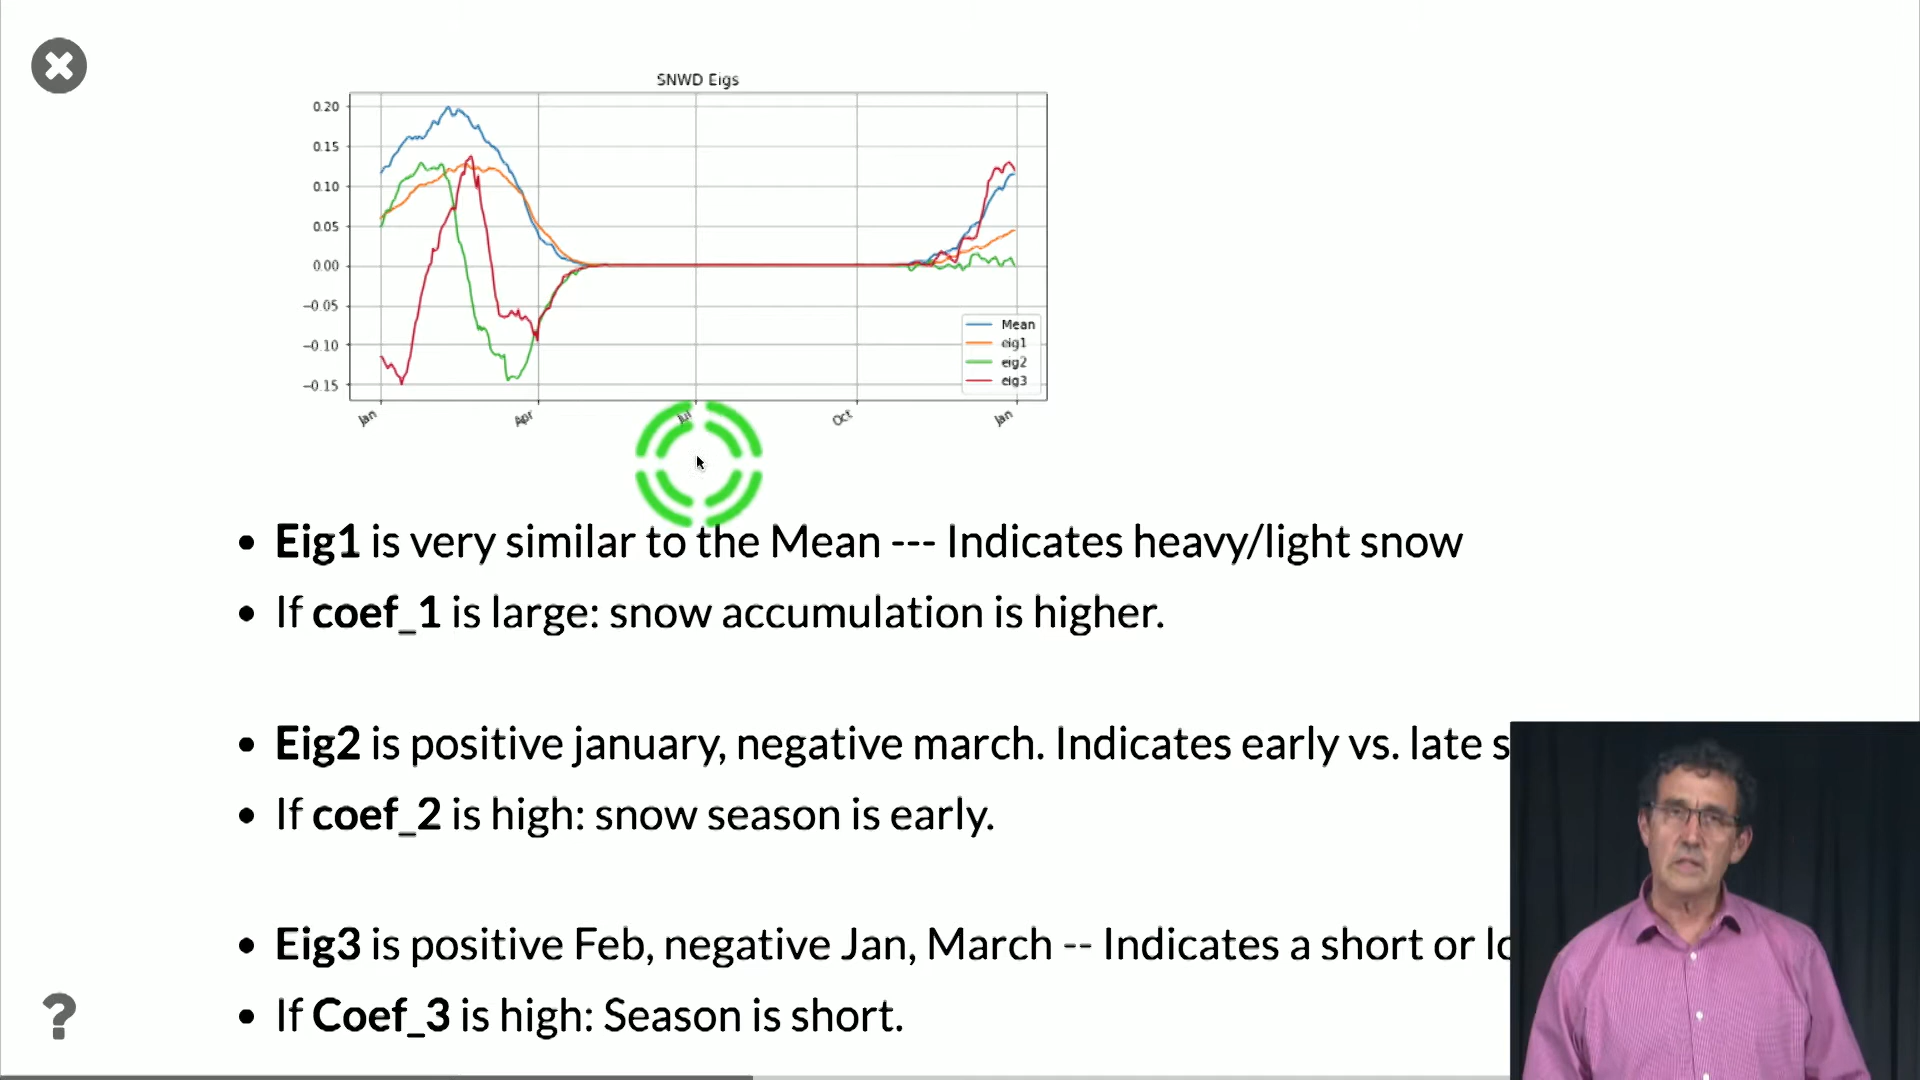 SNWD Eigs
0.20
0.15
0.10
0.05
0.00
−0.05
−0.10
−0.15
Jan
Apr
Jul
Oct
Jan
Mean
eig1
eig2
eig3
• Eig1 is very similar to the Mean --- Indicates heavy/light snow
• If coef_1 is large: snow accumulation is higher.
• Eig2 is positive january, negative march. Indicates early vs. late
• If coef_2 is high: snow season is early.
• Eig3 is positive Feb, negative Jan, March -- Indicates a short or
• If Coef_3 is high: Season is short.
?